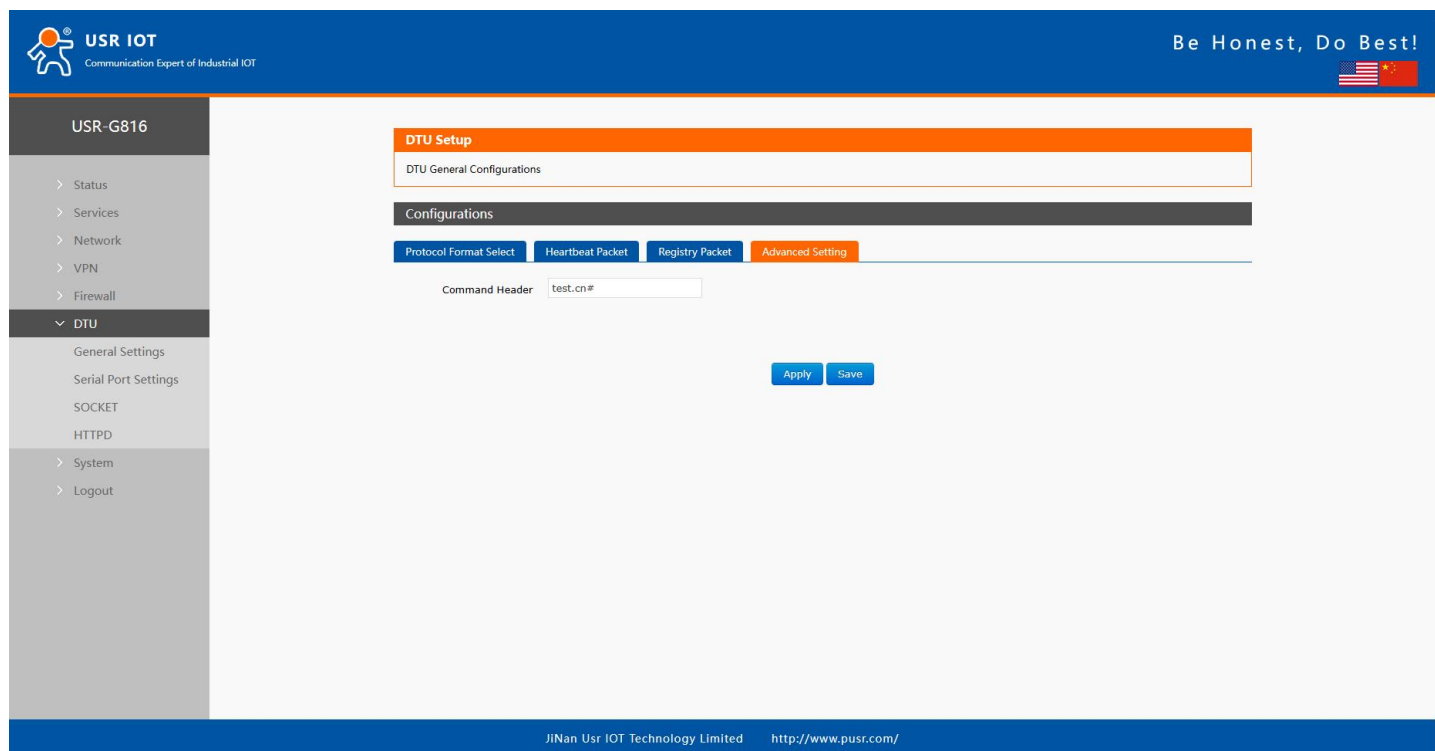 USR IOT
Communication Expert of Industrial IOT
Be Honest, Do Best!
USR-G816
Status
Services
Network
VPN
Firewall
DTU
General Settings
Serial Port Settings
SOCKET
HTTPD
System
Logout
DTU Setup
DTU General Configurations
Configurations
Protocol Format Select Heartbeat Packet Registry Packet Advanced Setting
Command Header test.cn#
Apply Save
JiNan Usr IOT Technology Limited http://www.pusr.com/